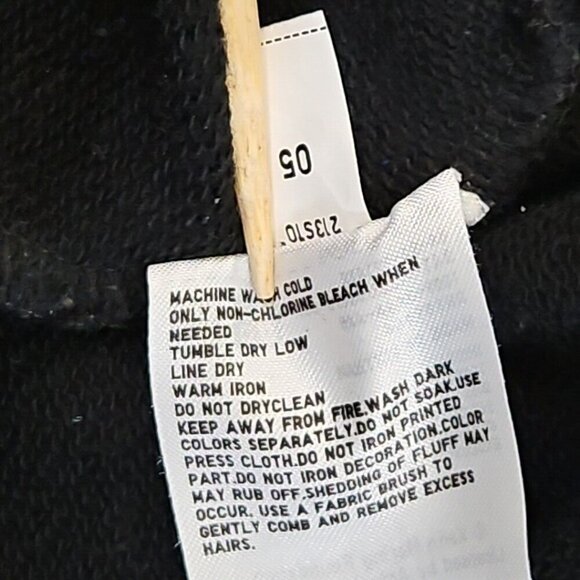 05
213S10*
MACHINE WASH COLD
ONLY NON-CHLORINE BLEACH WHEN
NEEDED
TUMBLE DRY LOW
LINE DRY
WARM IRON
DO NOT DRYCLEAN
KEEP AWAY FROM FIRE.WASH DARK
COLORS SEPARATELY.DO NOT SOAK.USE
PRESS CLOTH.DO NOT IRON PRINTED
PART.DO NOT IRON DECORATION.COLOR
MAY RUB OFF.SHEDDING OF FLUFF MAY
OCCUR. USE A FABRIC BRUSH TO
GENTLY COMB AND REMOVE EXCESS
HAIRS.